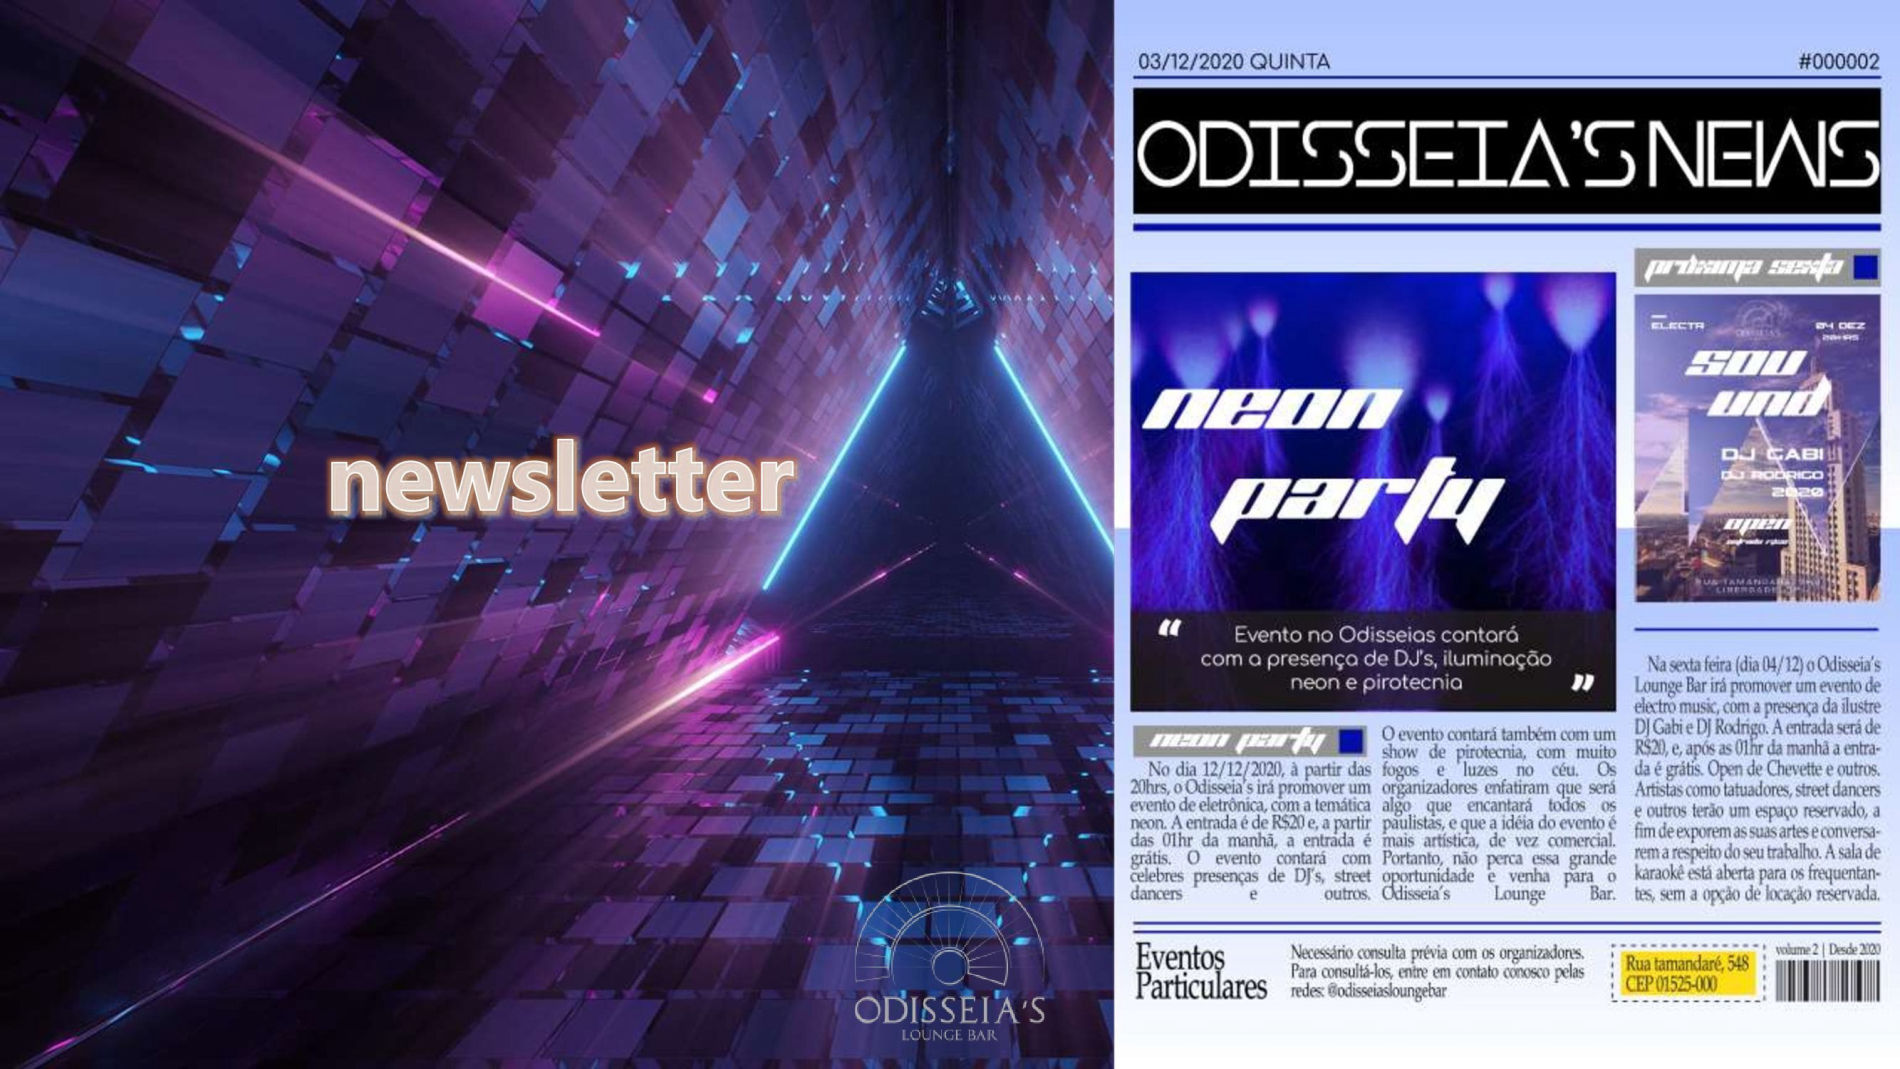 newsletter
ODISSEIA'S
LOUNGE BAR
03/12/2020 QUINTA
#000002
ODISSEIA'S NEWS
neon
party
“ Evento no Odisseias contará
com a presença de DJ's, iluminação
neon e pirotecnia ”
neon party
No dia 12/12/2020, à partir das
20hrs, o Odisseia's irá promover um
evento de eletrônica, com a temática
neon. A entrada é de R$20 e, a partir
das 01hr da manhã, a entrada é
grátis. O evento contará com
celebres presenças de DJ's, street
dancers e outros.
O evento contará também com um
show de pirotecnia, com muito
fogos e luzes no céu. Os
organizadores enfatiram que será
algo que encantará todos os
paulistas, e que a idéia do evento é
mais artística, de vez comercial.
Portanto, não perca essa grande
oportunidade e venha para o
Odisseia's Lounge Bar.
próxima sexta
ELECTR
ODISSEIA'S
04 DEZ
20HRS
sou
und
DJ GABI
DJ RODRIGO
2020
open
RUA TAMANDARÉ
LIBERDADE
Na sexta feira (dia 04/12) o Odisseia's
Lounge Bar irá promover um evento de
electro music, com a presença da ilustre
DJ Gabi e DJ Rodrigo. A entrada será de
R$20, e, após as 01hr da manhã a entra-
da é grátis. Open de Chevette e outros.
Artistas como tatuadores, street dancers
e outros terão um espaço reservado, a
fim de exporem as suas artes e conversa-
rem a respeito do seu trabalho. A sala de
karaokê está aberta para os frequentan-
tes, sem a opção de locação reservada.
Eventos
Particulares
Necessário consulta prévia com os organizadores.
Para consultá-los, entre em contato conosco pelas
redes: @odisseiasloungebar
Rua tamandaré, 548
CEP 01525-000
volume 2 | Desde 2020